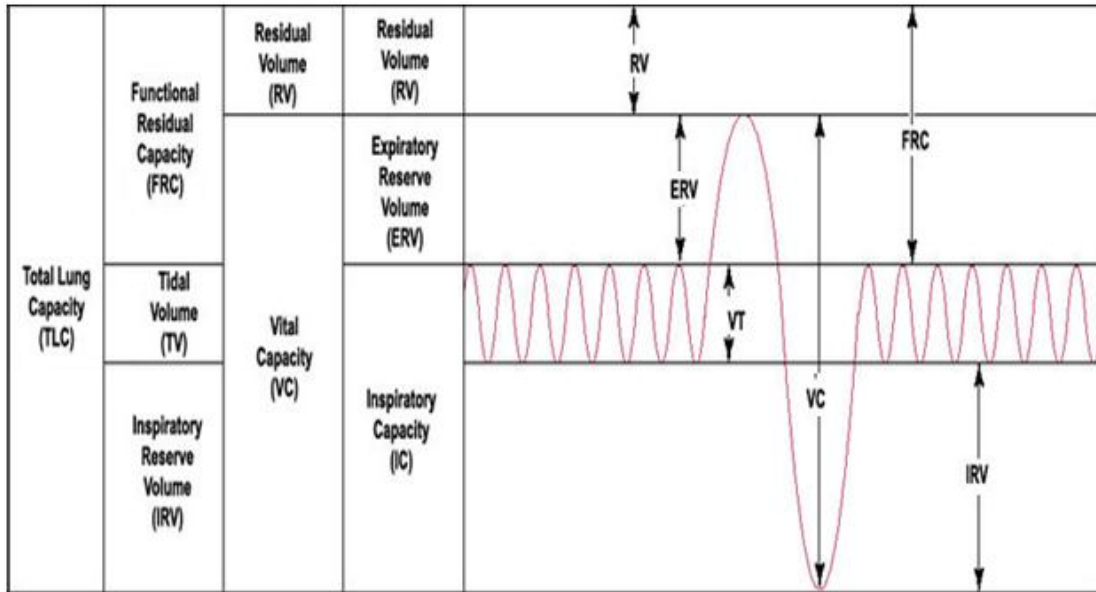 Total Lung
Capacity
(TLC)
Functional
Residual
Capacity
(FRC)
Tidal
Volume
(TV)
Inspiratory
Reserve
Volume
(IRV)
Residual
Volume
(RV)
Vital
Capacity
(VC)
Residual
Volume
(RV)
Expiratory
Reserve
Volume
(ERV)
Inspiratory
Capacity
(IC)
RV
ERV
VT
VC
FRC
IRV